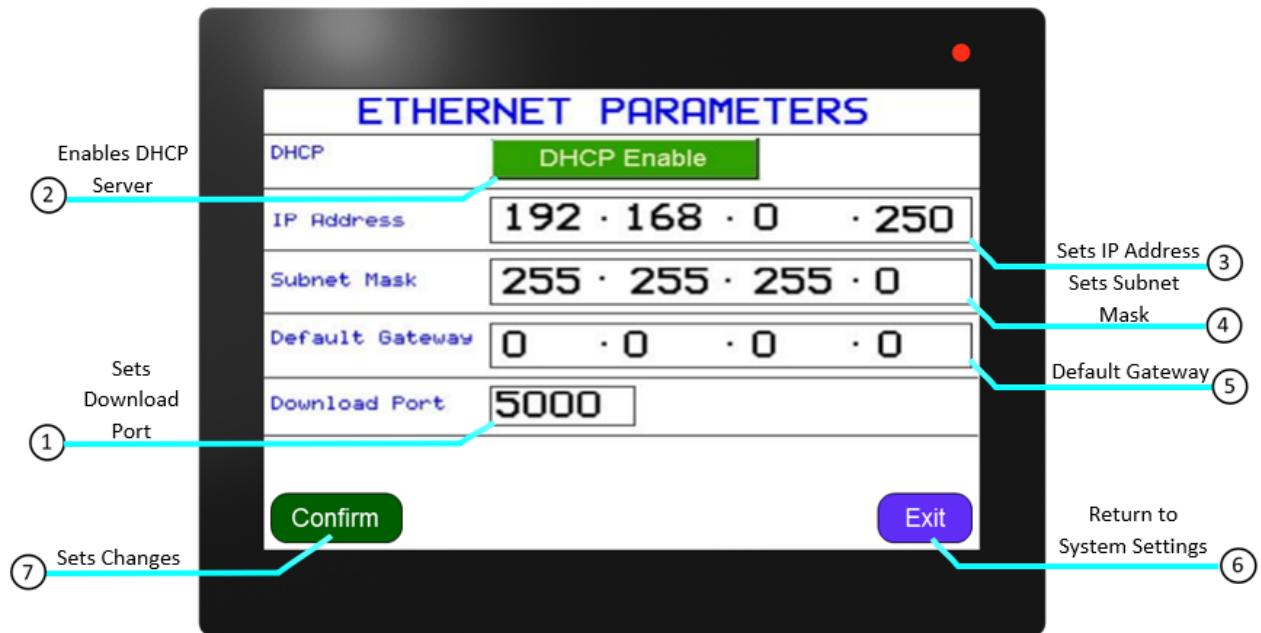 ETHERNET PARAMETERS
DHCP
DHCP Enable
Enables DHCP
Server
2
IP Address
192 · 168 · 0 · 250
Sets IP Address
3
Subnet Mask
255 · 255 · 255 · 0
Sets Subnet
Mask
4
Default Gateway
0 · 0 · 0 · 0
Default Gateway
5
Sets
Download
Port
1
Download Port
5000
Confirm
Exit
Return to
System Settings
6
Sets Changes
7